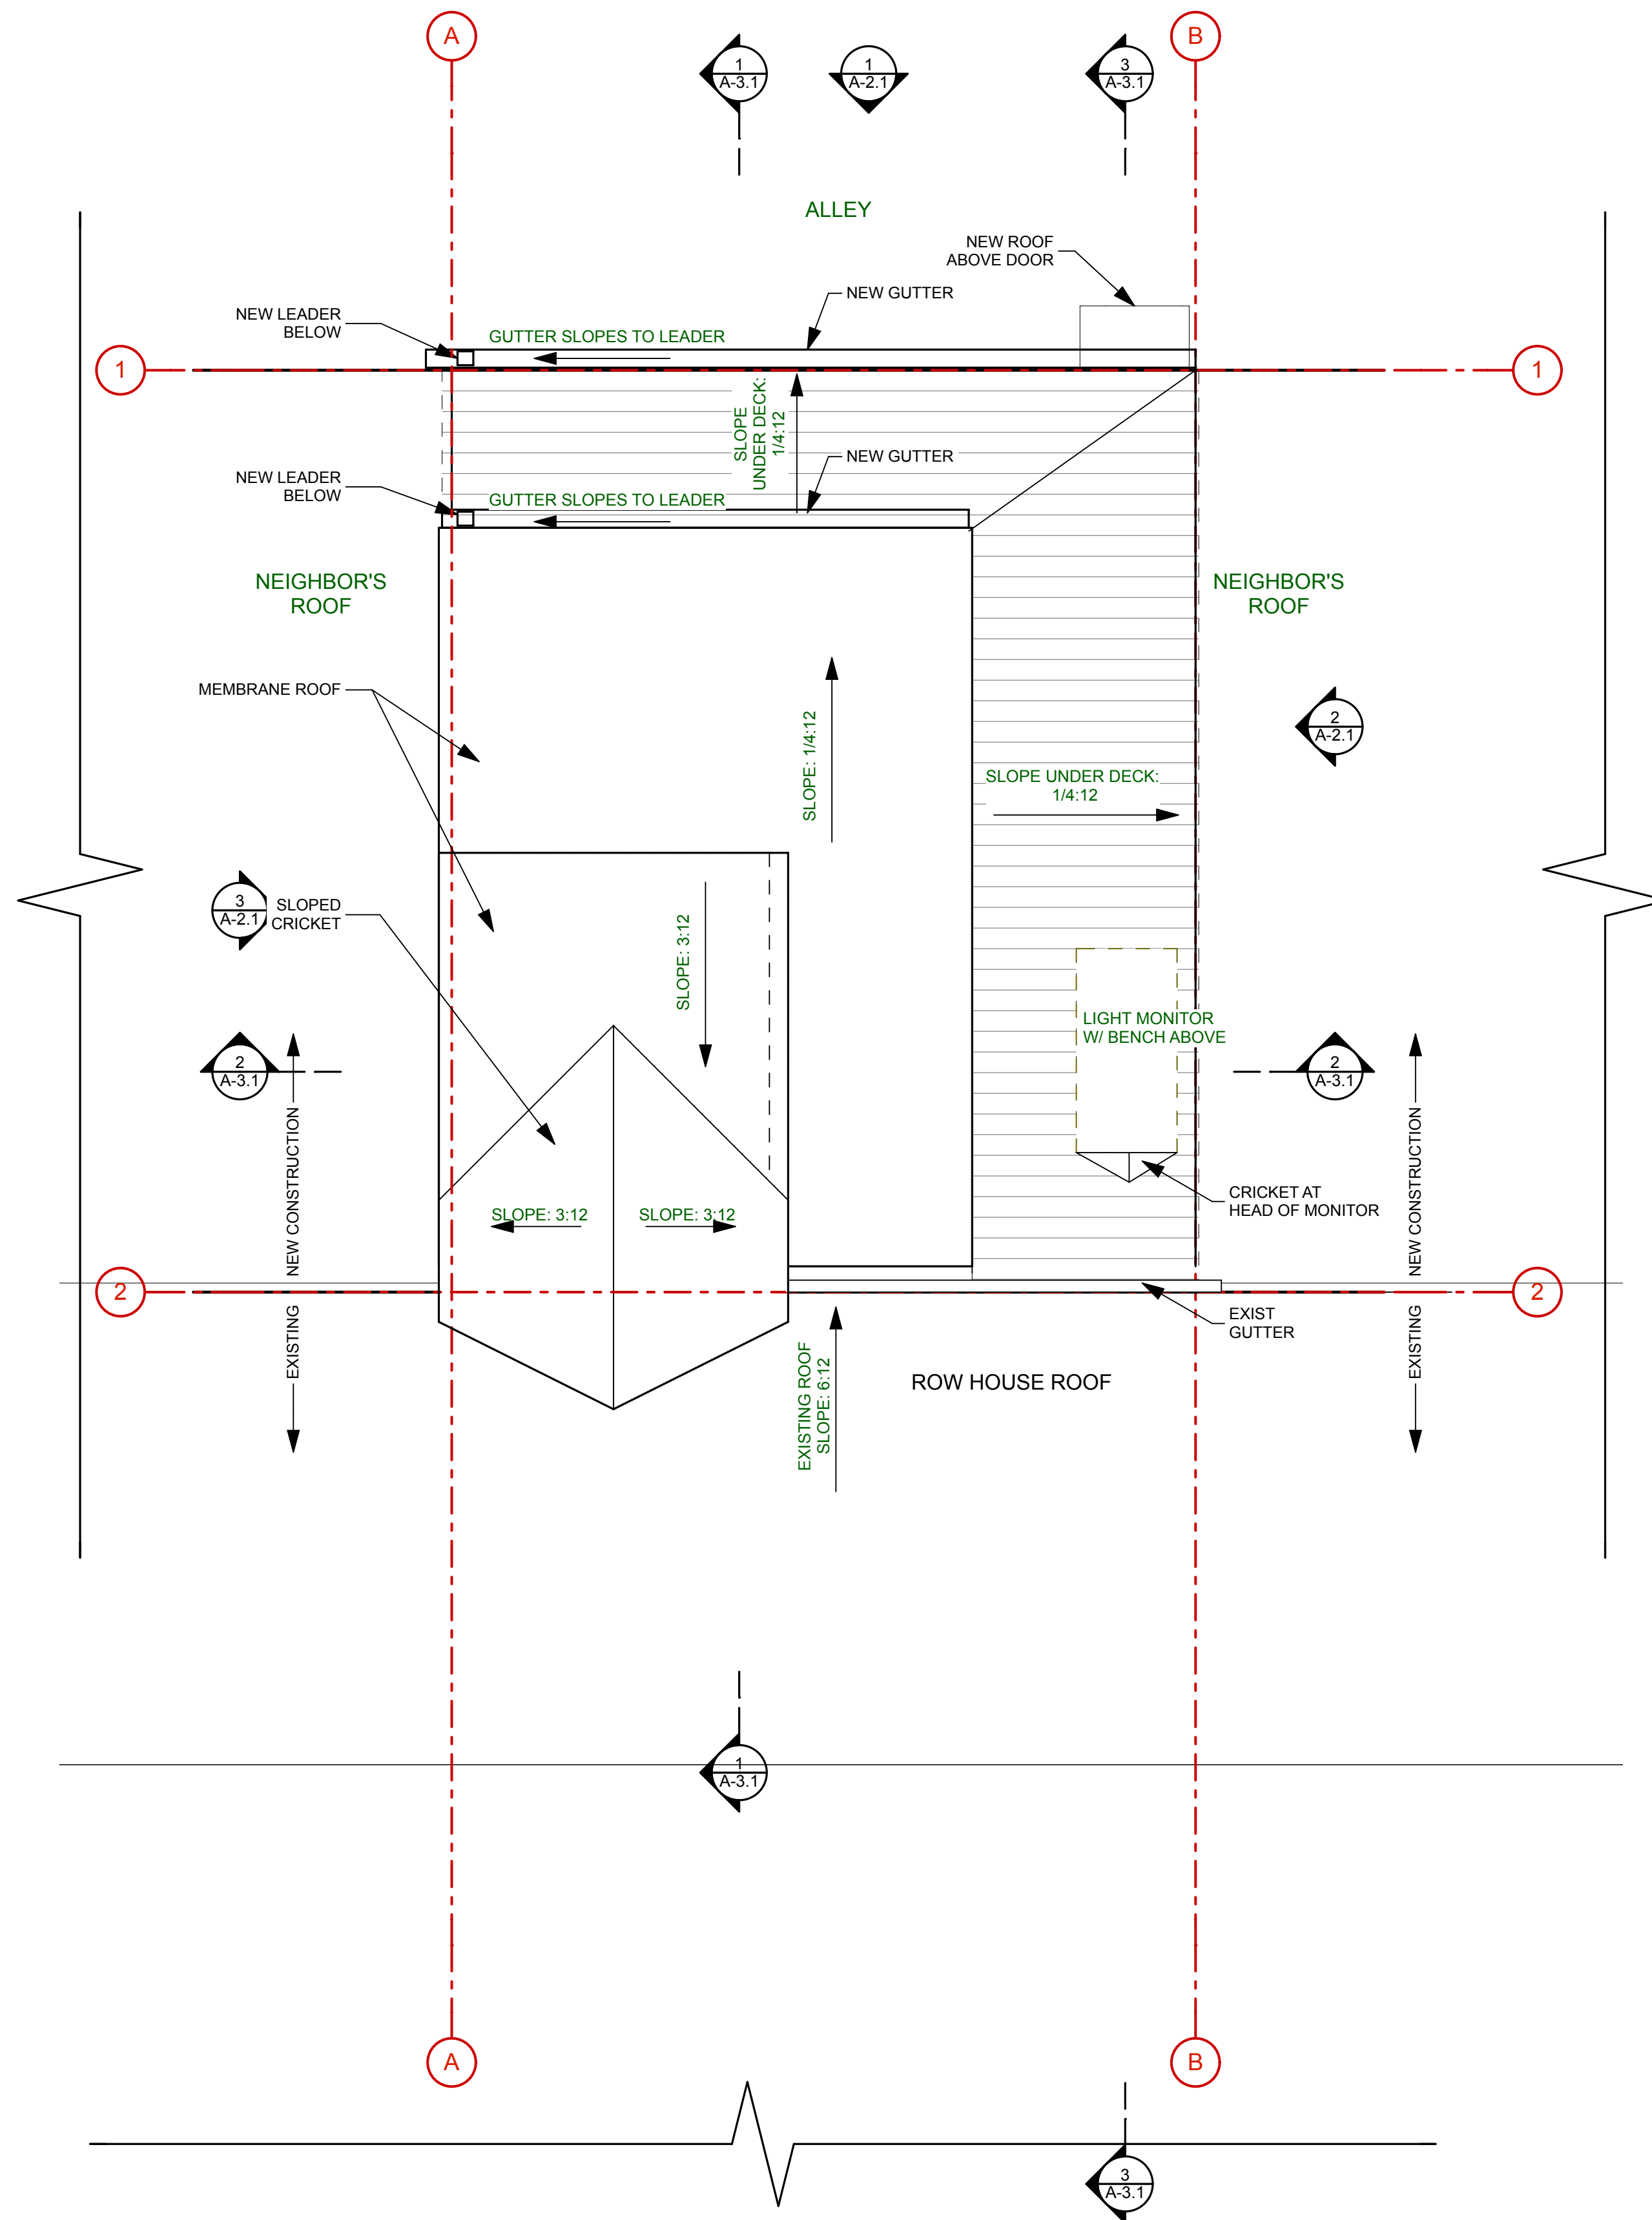 A
B
1
A-3.1
1
A-2.1
3
A-3.1
ALLEY
NEW ROOF
ABOVE DOOR
NEW GUTTER
NEW LEADER
BELOW
GUTTER SLOPES TO LEADER
1
1
SLOPE
UNDER DECK:
1/4:12
NEW GUTTER
NEW LEADER
BELOW
GUTTER SLOPES TO LEADER
NEIGHBOR'S
ROOF
NEIGHBOR'S
ROOF
MEMBRANE ROOF
SLOPE: 1/4:12
2
A-2.1
SLOPE UNDER DECK:
1/4:12
3
A-2.1
SLOPED
CRICKET
SLOPE: 3:12
LIGHT MONITOR
W/ BENCH ABOVE
2
A-3.1
2
A-3.1
NEW CONSTRUCTION
NEW CONSTRUCTION
SLOPE: 3:12
SLOPE: 3:12
CRICKET AT
HEAD OF MONITOR
2
2
EXISTING
EXIST
GUTTER
EXISTING
EXISTING ROOF
SLOPE: 6:12
ROW HOUSE ROOF
1
A-3.1
A
B
3
A-3.1